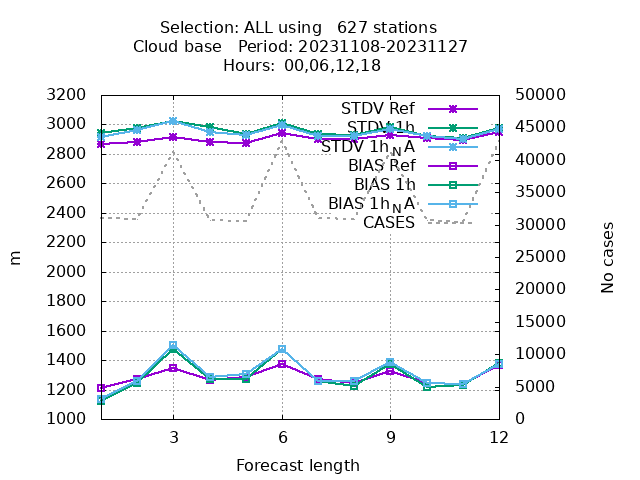 Selection: ALL using   627 stations
Cloud base   Period: 20231108-20231127
Hours:  00,06,12,18
3200
3000
2800
2600
2400
2200
2000
1800
1600
1400
1200
1000
m
50000
45000
40000
35000
30000
25000
20000
15000
10000
5000
0
No cases
STDV Ref
STDV 1h
STDV 1h_NA
BIAS Ref
BIAS 1h
BIAS 1h_NA
CASES
3 6 9 12
Forecast length